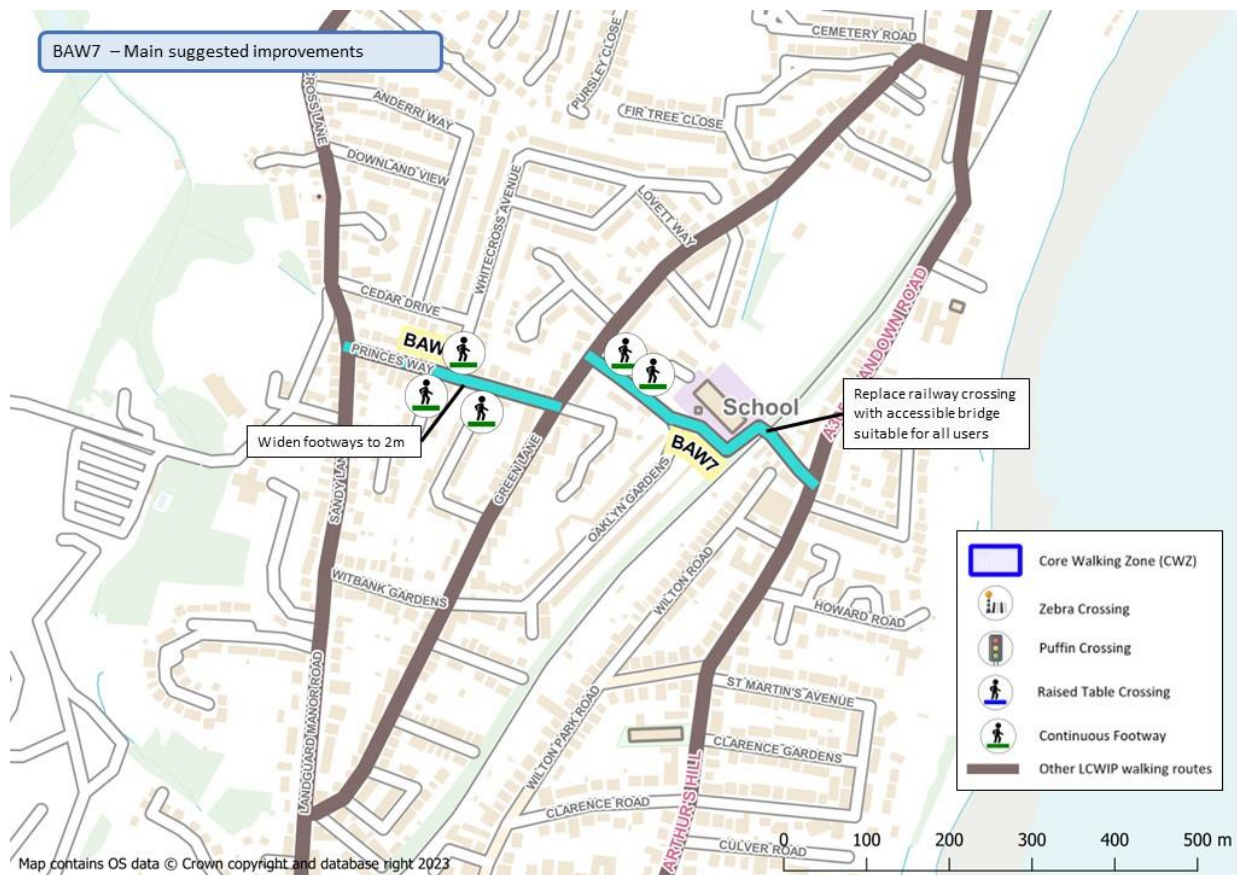 BAW7 – Main suggested improvements
CEMETERY ROAD
PURSLEY CLOSE
CROSS LANE
ANDERRI WAY
FIR TREE CLOSE
DOWNLAND VIEW
WHITECROSS AVENUE
LOVETT WAY
CEDAR DRIVE
PRINCES WAY
BAW
School
BAW7
Replace railway crossing
with accessible bridge
suitable for all users
Widen footways to 2m
SANDY LAN
GREEN LANE
OAKLYN GARDENS
WITBANK GARDENS
WILTON ROAD
HOWARD ROAD
LANDGUARD MANOR ROAD
WILTON PARK ROAD
ST MARTIN'S AVENUE
CLARENCE GARDENS
CLARENCE ROAD
ARTHUR'S HILL
CULVER ROAD
Core Walking Zone (CWZ)
Zebra Crossing
Puffin Crossing
Raised Table Crossing
Continuous Footway
Other LCWIP walking routes
0 100 200 300 400 500 m
Map contains OS data © Crown copyright and database right 2023